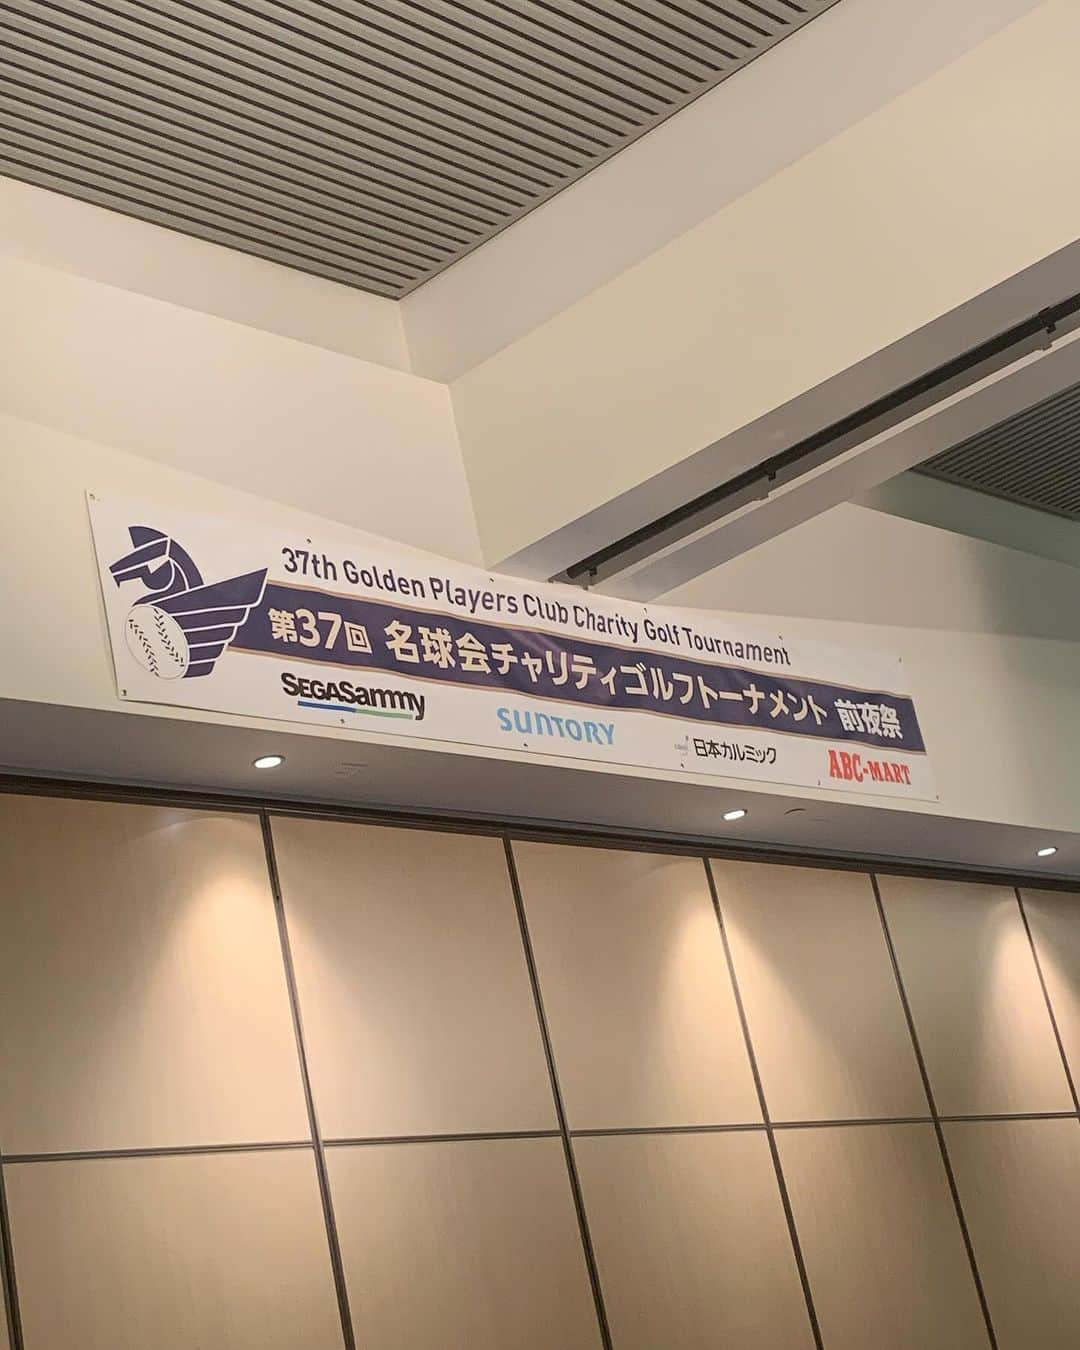 37th Golden Players Club Charity Golf Tournament
第37回 名球会チャリティゴルフトーナメント 前夜祭
SEGASammy SUNTORY 日本カルミック ABC-MART